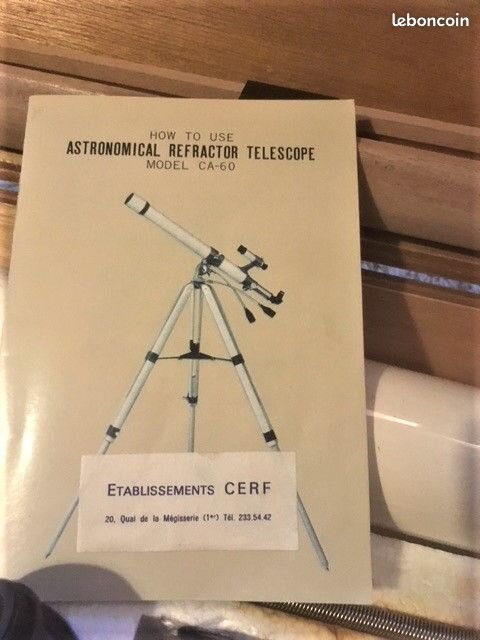 leboncoin
HOW TO USE
ASTRONOMICAL REFRACTOR TELESCOPE
MODEL CA-60
ETABLISSEMENTS CERF
20, Quai de la Mégisserie (1er) Tél. 233.54.42